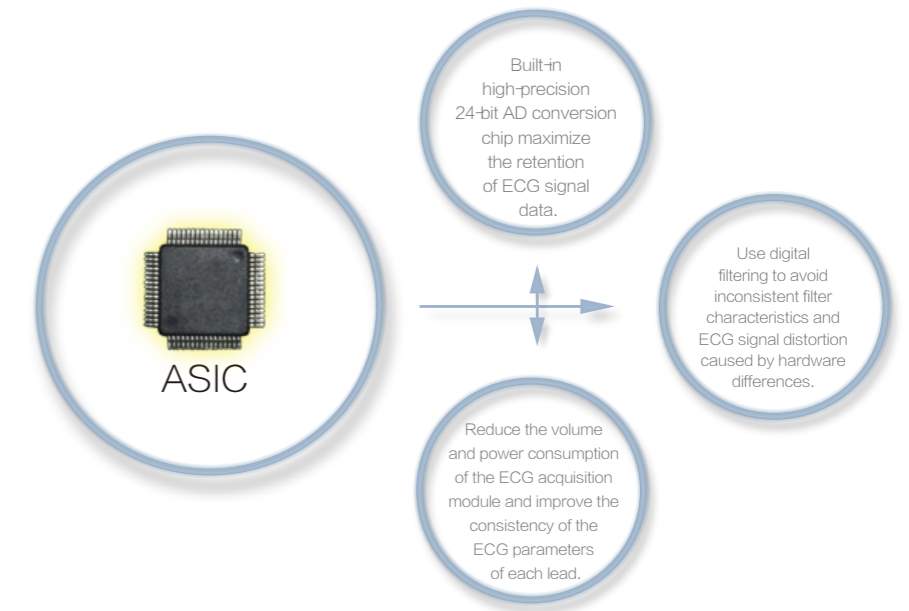 Built-in
high-precision
24-bit AD conversion
chip maximize
the retention
of ECG signal
data.
ASIC
Use digital
filtering to avoid
inconsistent filter
characteristics and
ECG signal distortion
caused by hardware
differences.
Reduce the volume
and power consumption
of the ECG acquisition
module and improve the
consistency of the
ECG parameters
of each lead.